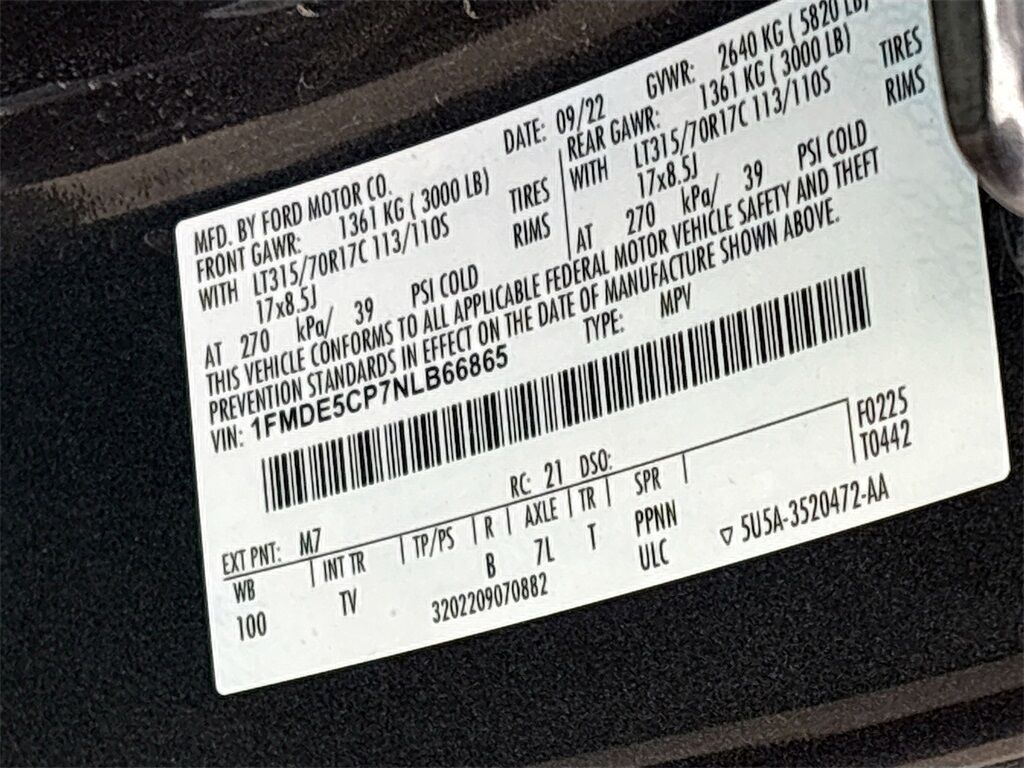 MFD. BY FORD MOTOR CO. DATE: 09/22 GVWR: 2640 KG ( 5820 LB)
FRONT GAWR: 1361 KG ( 3000 LB) REAR GAWR: 1361 KG ( 3000 LB)
WITH LT315/70R17C 113/110S TIRES WITH LT315/70R17C 113/110S TIRES
17x8.5J RIMS 17x8.5J RIMS
AT 270 kPa/ 39 PSI COLD AT 270 kPa/ 39 PSI COLD
THIS VEHICLE CONFORMS TO ALL APPLICABLE FEDERAL MOTOR VEHICLE SAFETY AND THEFT
PREVENTION STANDARDS IN EFFECT ON THE DATE OF MANUFACTURE SHOWN ABOVE.
VIN: 1FMDE5CP7NLB66865 TYPE: MPV
F0225
T0442
EXT PNT: M7 RC: 21 DSO:
WB INT TR TP/PS R AXLE TR SPR
100 TV B 7L T PPNN
ULC
3202209070882
▽ 5U5A-3520472-AA